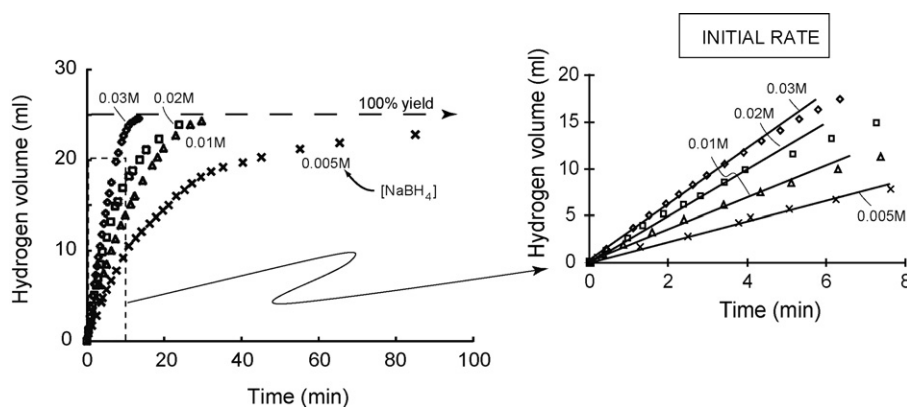 INITIAL RATE
Hydrogen volume (ml)
30
20
10
0
0.03M
0.02M
0.01M
0.005M
[NaBH4]
100% yield
0 20 40 60 80 100
Time (min)
Hydrogen volume (ml)
20
15
10
5
0
0.03M
0.02M
0.01M
0.005M
0 2 4 6 8
Time (min)